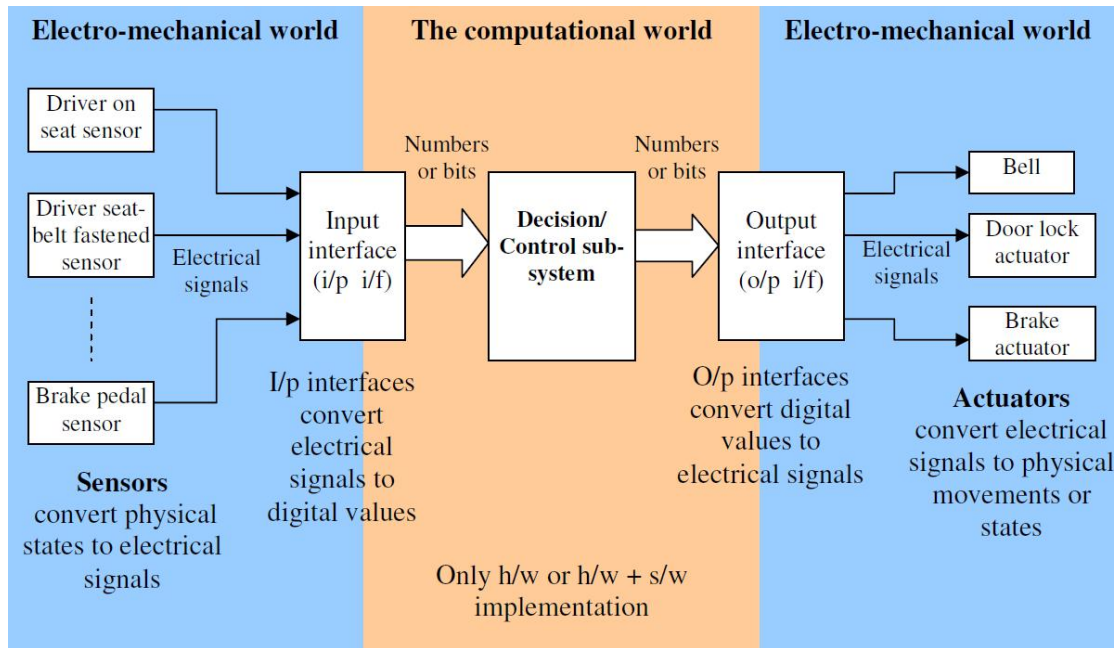 Electro-mechanical world
The computational world
Electro-mechanical world
Driver on
seat sensor
Driver seat-
belt fastened
sensor
Brake pedal
sensor
Electrical
signals
Sensors
convert physical
states to electrical
signals
Input
interface
(i/p i/f)
I/p interfaces
convert
electrical
signals to
digital values
Numbers
or bits
Decision/
Control sub-
system
Numbers
or bits
Only h/w or h/w + s/w
implementation
Output
interface
(o/p i/f)
O/p interfaces
convert digital
values to
electrical signals
Electrical
signals
Bell
Door lock
actuator
Brake
actuator
Actuators
convert electrical
signals to physical
movements or
states